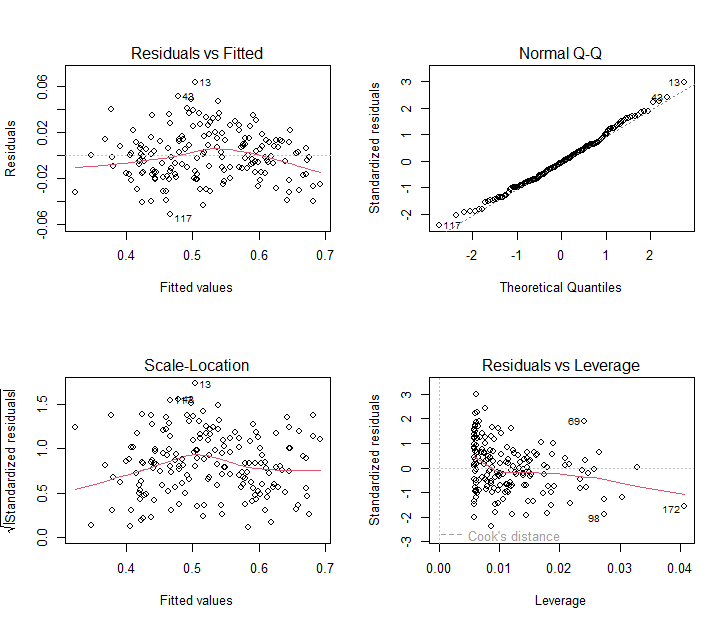 Residuals vs Fitted
Residuals
-0.06
-0.02
0.02
0.06
13
43
117
0.4 0.5 0.6 0.7
Fitted values
Normal Q-Q
Standardized residuals
-2 -1 0 1 2 3
13
43
117
-2 -1 0 1 2
Theoretical Quantiles
Scale-Location
√|Standardized residuals|
0.0 0.5 1.0 1.5
13
0.4 0.5 0.6 0.7
Fitted values
Residuals vs Leverage
Standardized residuals
-3 -2 -1 0 1 2 3
69
98
172
Cook's distance
0.00 0.01 0.02 0.03 0.04
Leverage